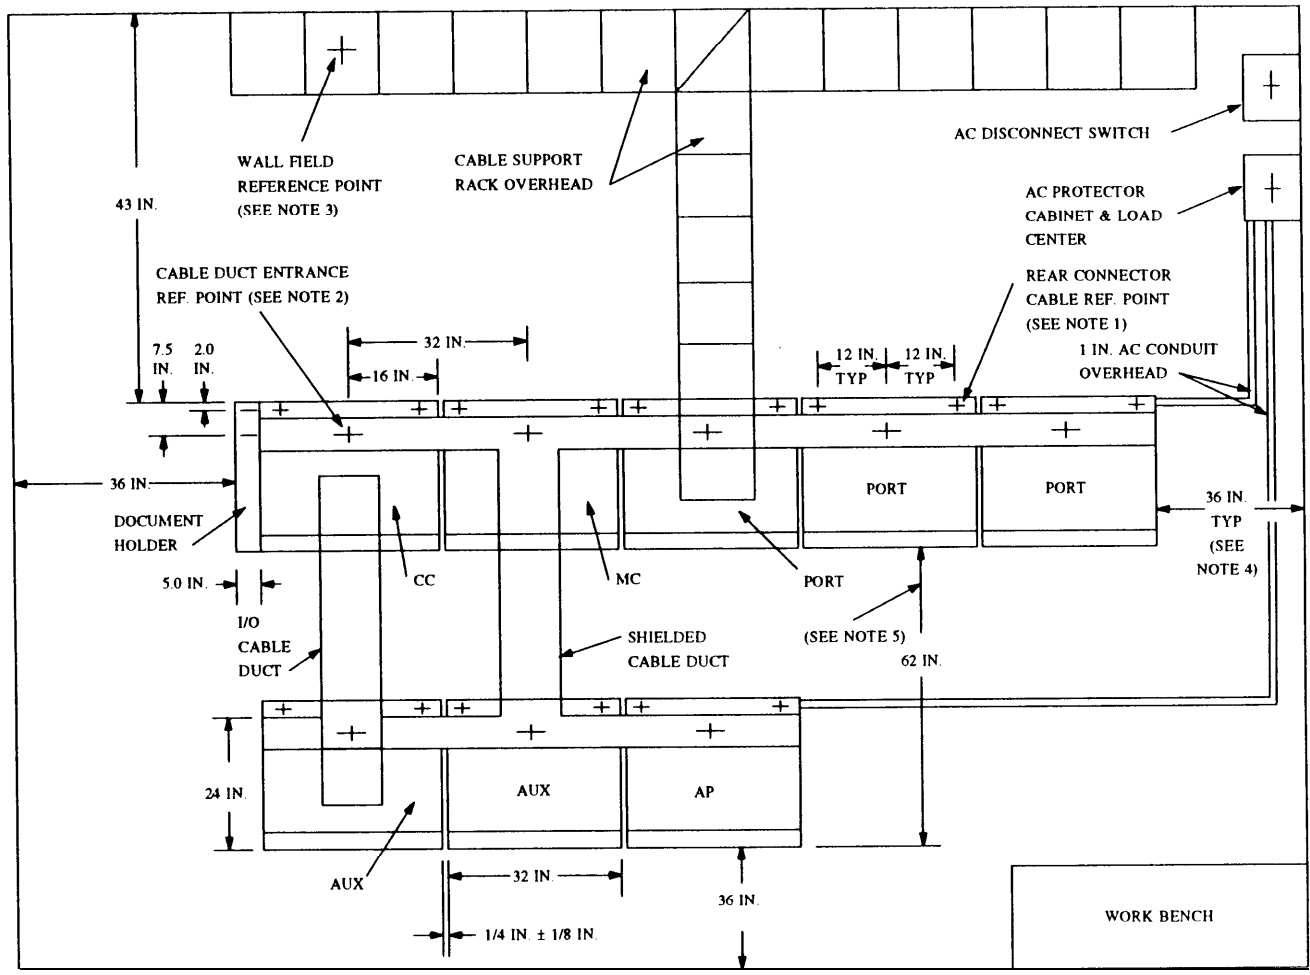 WALL FIELD
REFERENCE POINT
(SEE NOTE 3)
CABLE SUPPORT
RACK OVERHEAD
AC DISCONNECT SWITCH
43 IN.
AC PROTECTOR
CABINET & LOAD
CENTER
CABLE DUCT ENTRANCE
REF. POINT (SEE NOTE 2)
REAR CONNECTOR
CABLE REF. POINT
(SEE NOTE 1)
7.5
IN.
2.0
IN.
32 IN.
16 IN.
12 IN.
TYP
12 IN.
TYP
1 IN. AC CONDUIT
OVERHEAD
36 IN.
DOCUMENT
HOLDER
PORT
PORT
36 IN.
TYP
(SEE
NOTE 4)
5.0 IN.
CC
MC
PORT
I/O
CABLE
DUCT
SHIELDED
CABLE DUCT
(SEE NOTE 5)
62 IN.
24 IN.
AUX
AP
AUX
32 IN.
36 IN.
1/4 IN. ± 1/8 IN.
WORK BENCH